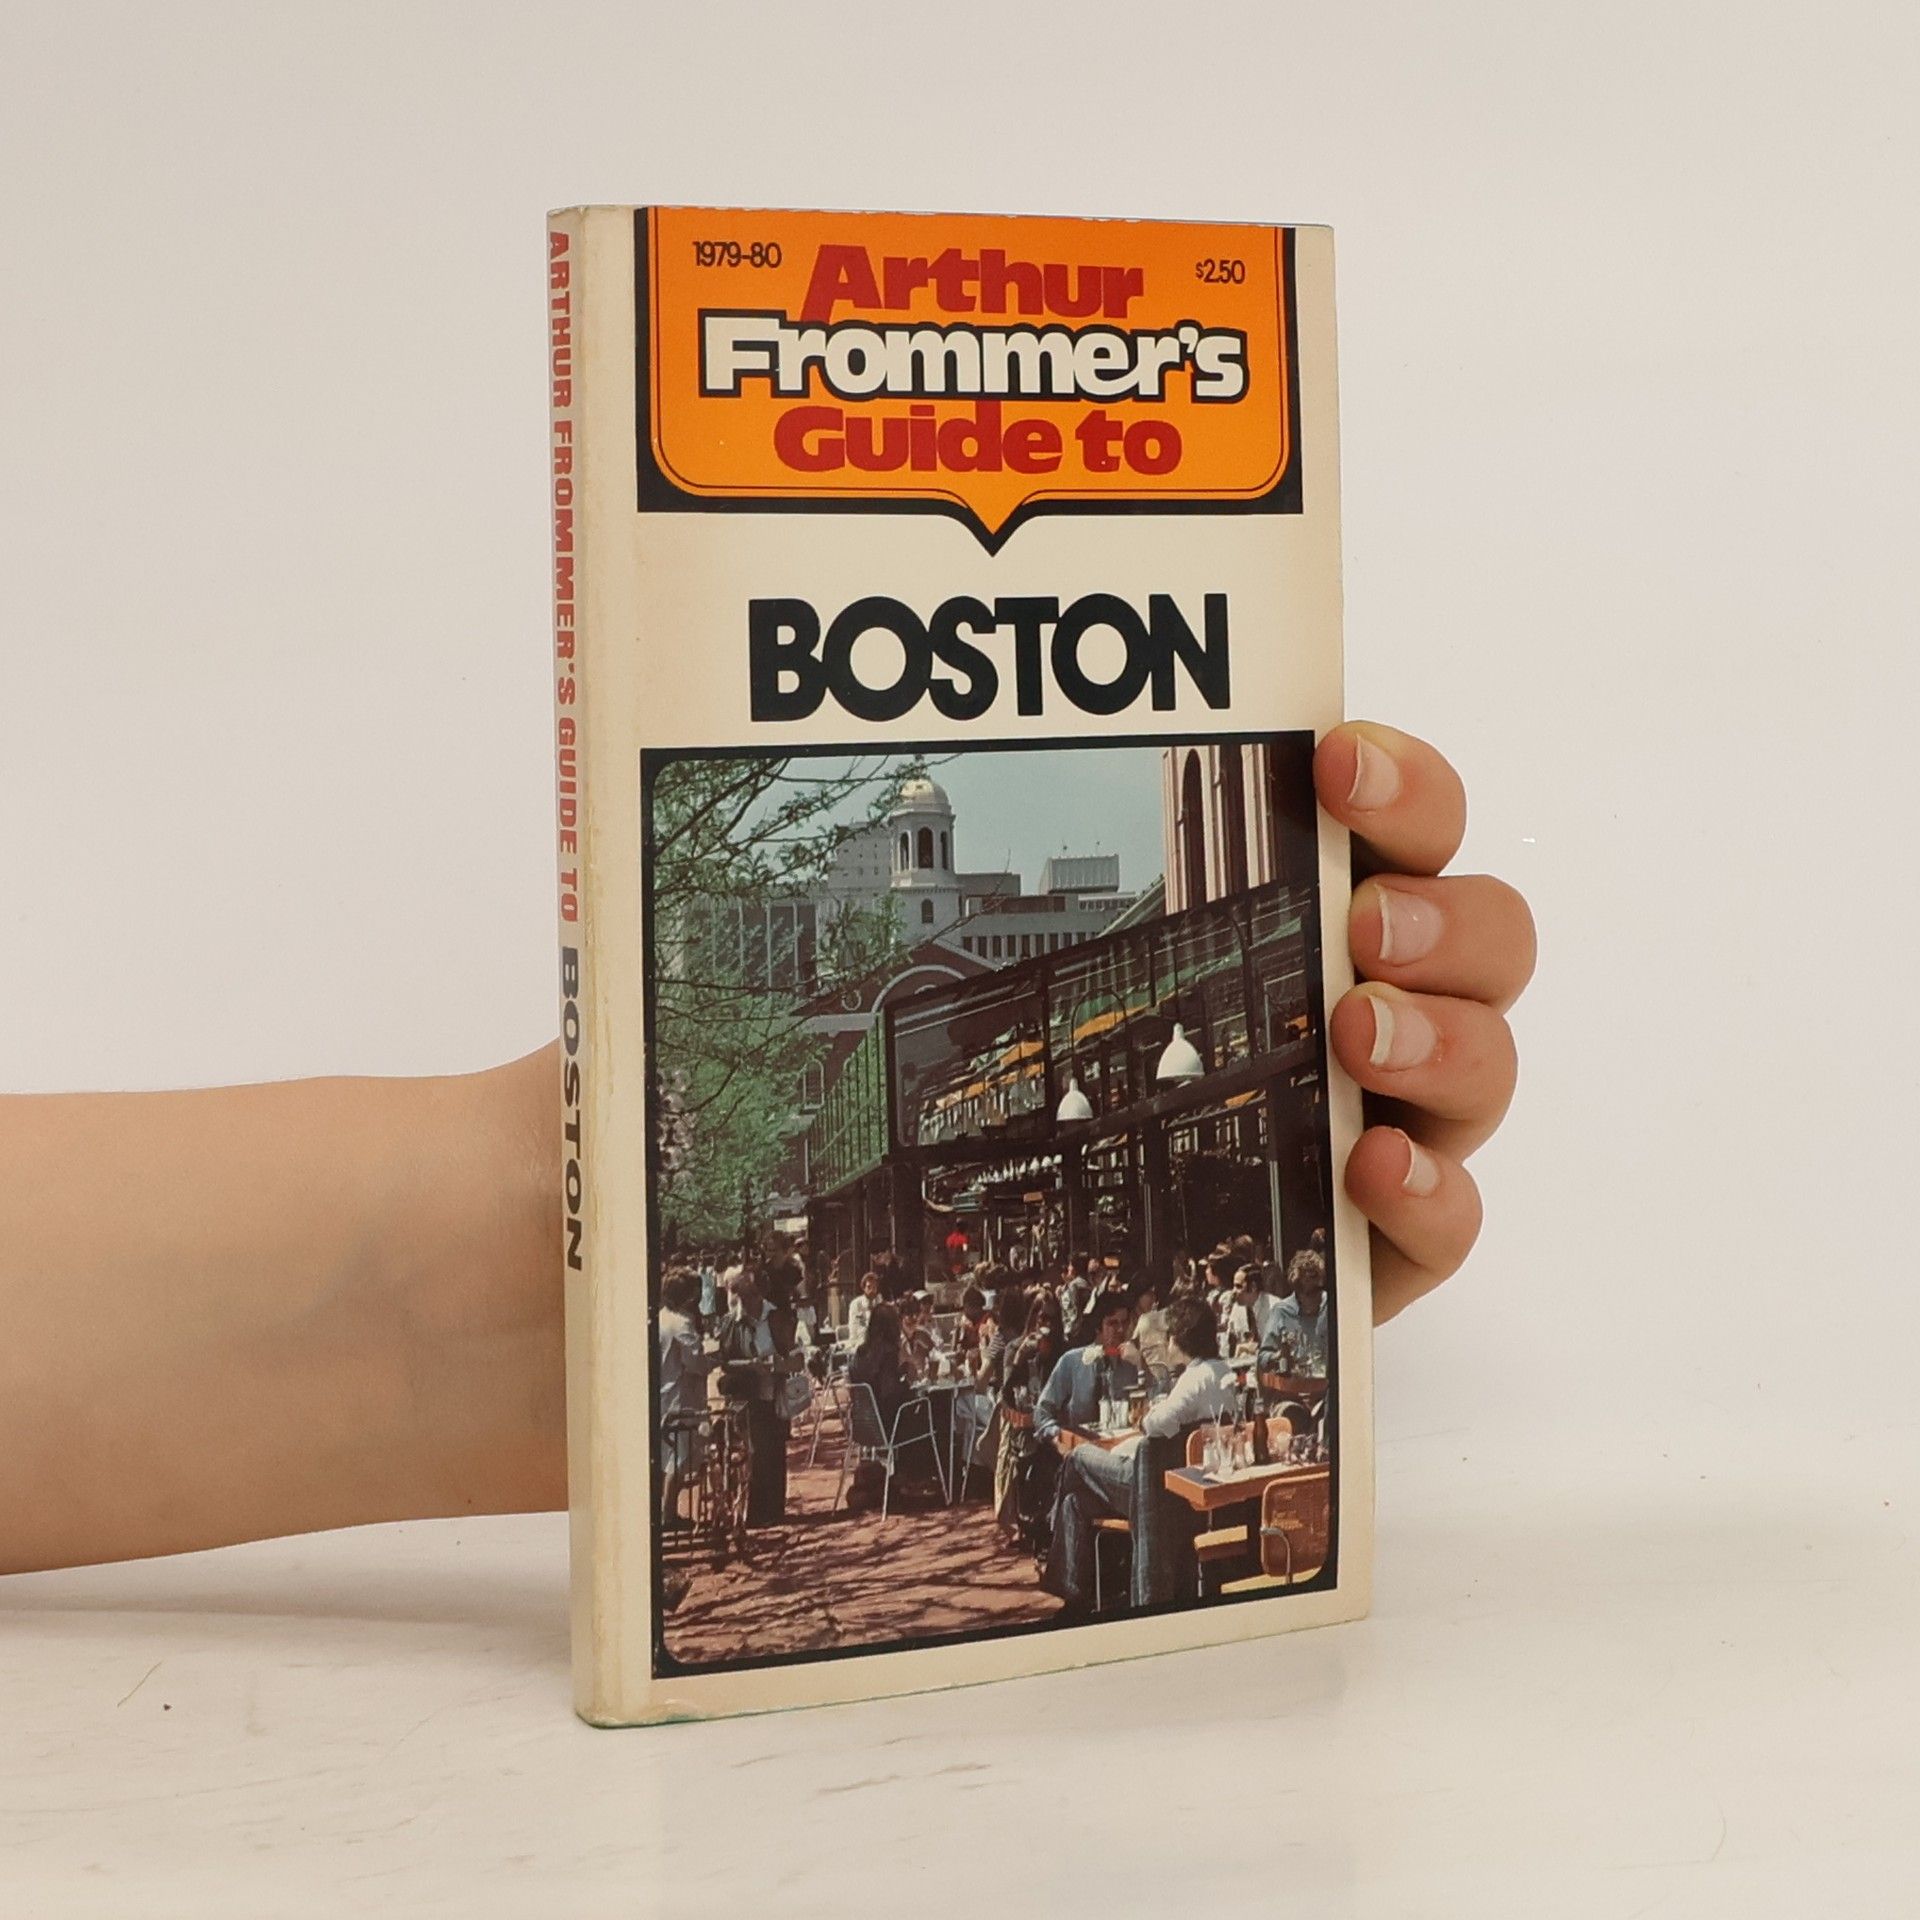 ARTHUR FROMMER'S GUIDE TO BOSTON
1979-80
$2.50
Arthur
Frommer's
Guide to
BOSTON